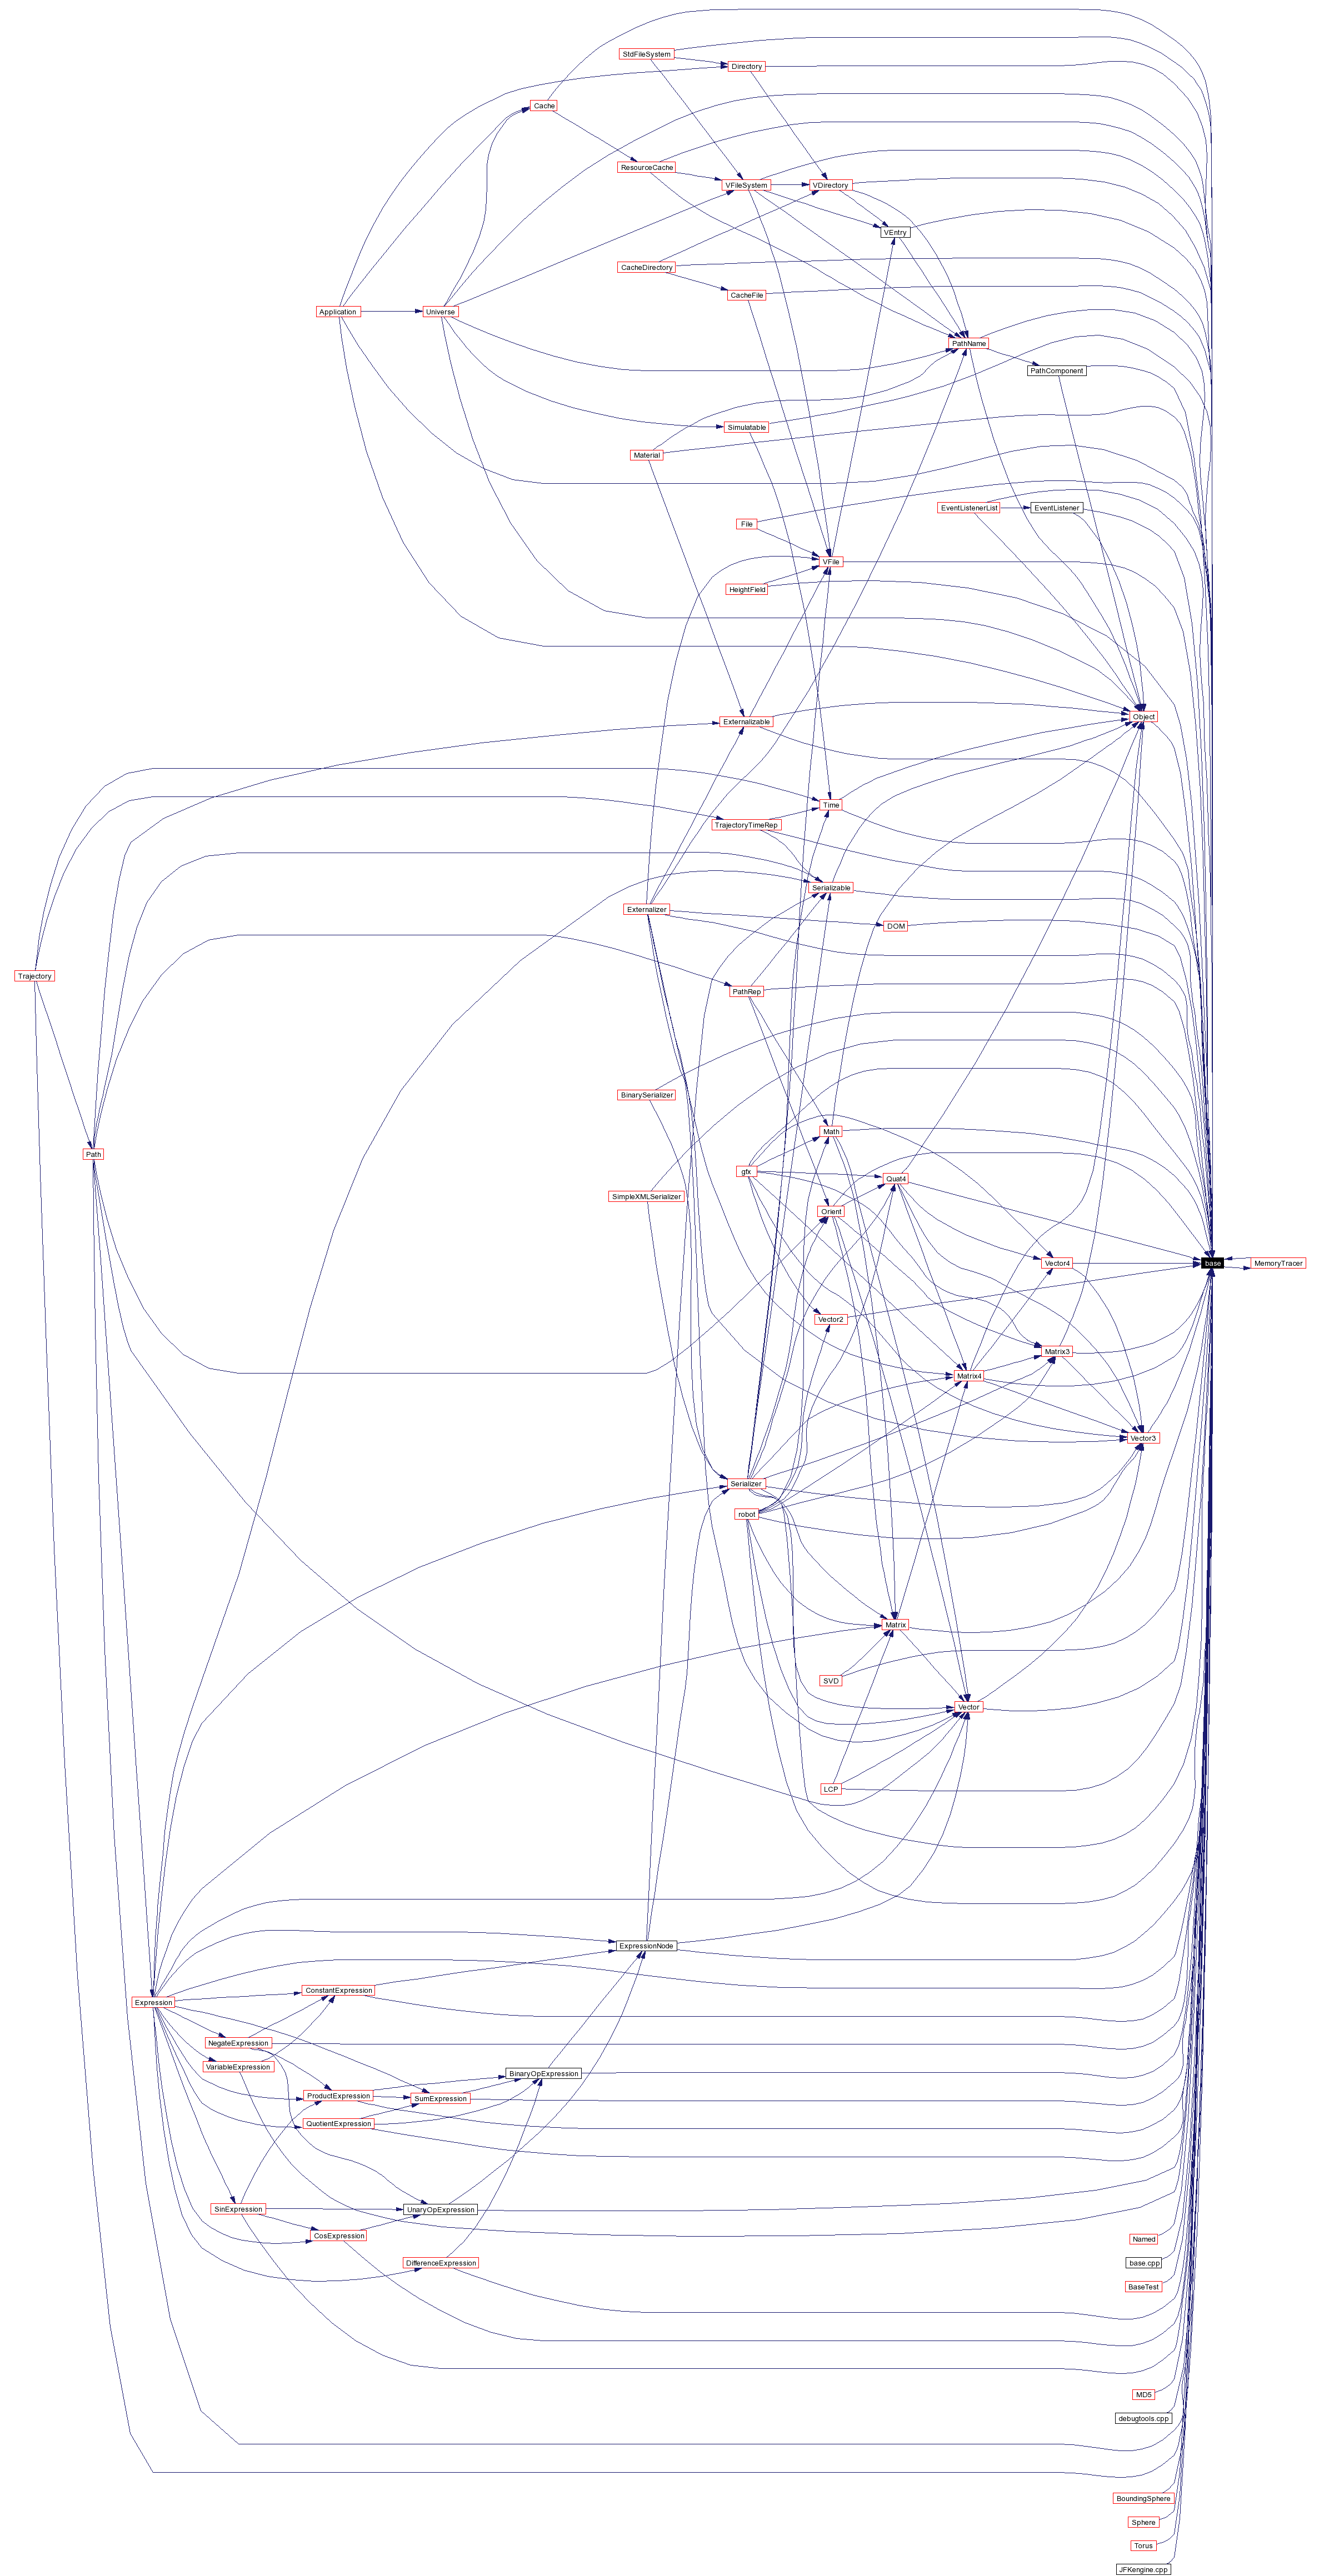 StdFileSystem
Directory
Cache
ResourceCache
VFileSystem
VDirectory
VEntry
CacheDirectory
CacheFile
Application
Universe
PathName
PathComponent
Simulatable
Material
EventListenerList
EventListener
File
VFile
HeightField
Object
Externalizable
Time
TrajectoryTimeRep
Serializable
Externalizer
DOM
Trajectory
PathRep
BinarySerializer
Math
Path
gfx
Quat4
SimpleXMLSerializer
Orient
Vector4
base
MemoryTracer
Vector2
Matrix3
Matrix4
Vector3
Serializer
robot
Matrix
SVD
Vector
LCP
ExpressionNode
ConstantExpression
Expression
NegateExpression
VariableExpression
BinaryOpExpression
ProductExpression
SumExpression
QuotientExpression
SinExpression
UnaryOpExpression
CosExpression
Named
DifferenceExpression
base.cpp
BaseTest
MD5
debugtools.cpp
BoundingSphere
Sphere
Torus
JFKengine.cpp